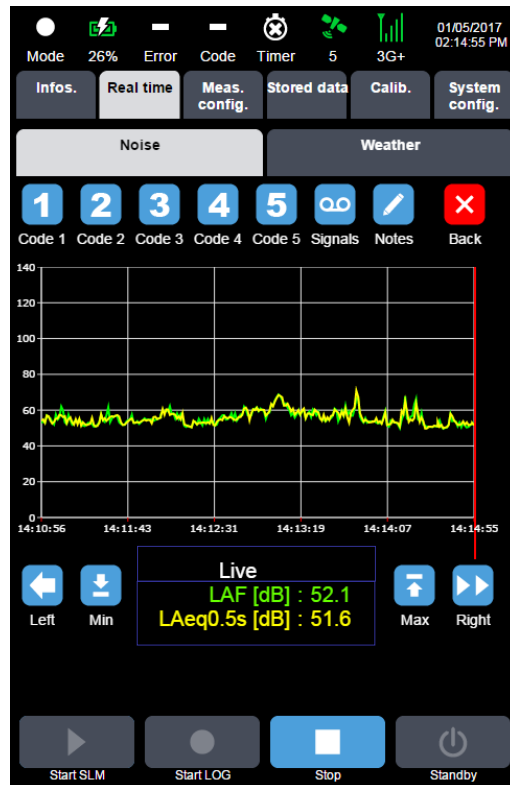 01/05/2017
02:14:55 PM
Mode 26% Error Code Timer 5 3G+
Infos. Real time Meas. config. Stored data Calib. System config.
Noise Weather
1 2 3 4 5
Code 1 Code 2 Code 3 Code 4 Code 5 Signals Notes Back
140
120
100
80
60
40
20
0
14:10:56 14:11:43 14:12:31 14:13:19 14:14:07 14:14:55
Live
LAF [dB] : 52.1
LAeq0.5s [dB] : 51.6
Left Min Max Right
Start SLM Start LOG Stop Standby